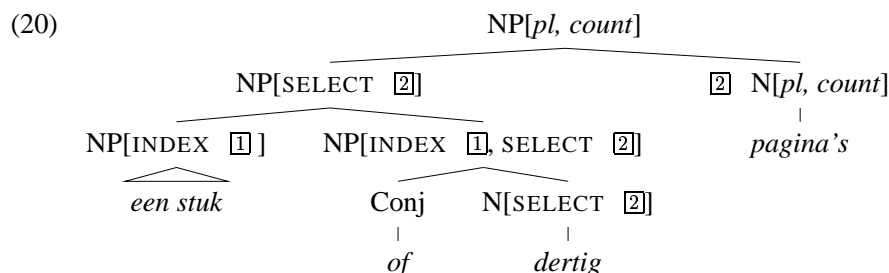 (20) NP[pl, count]
NP[SELECT 2] 2 N[pl, count]
NP[INDEX 1 ] NP[INDEX 1, SELECT 2] pagina's
een stuk Conj N[SELECT 2]
of dertig